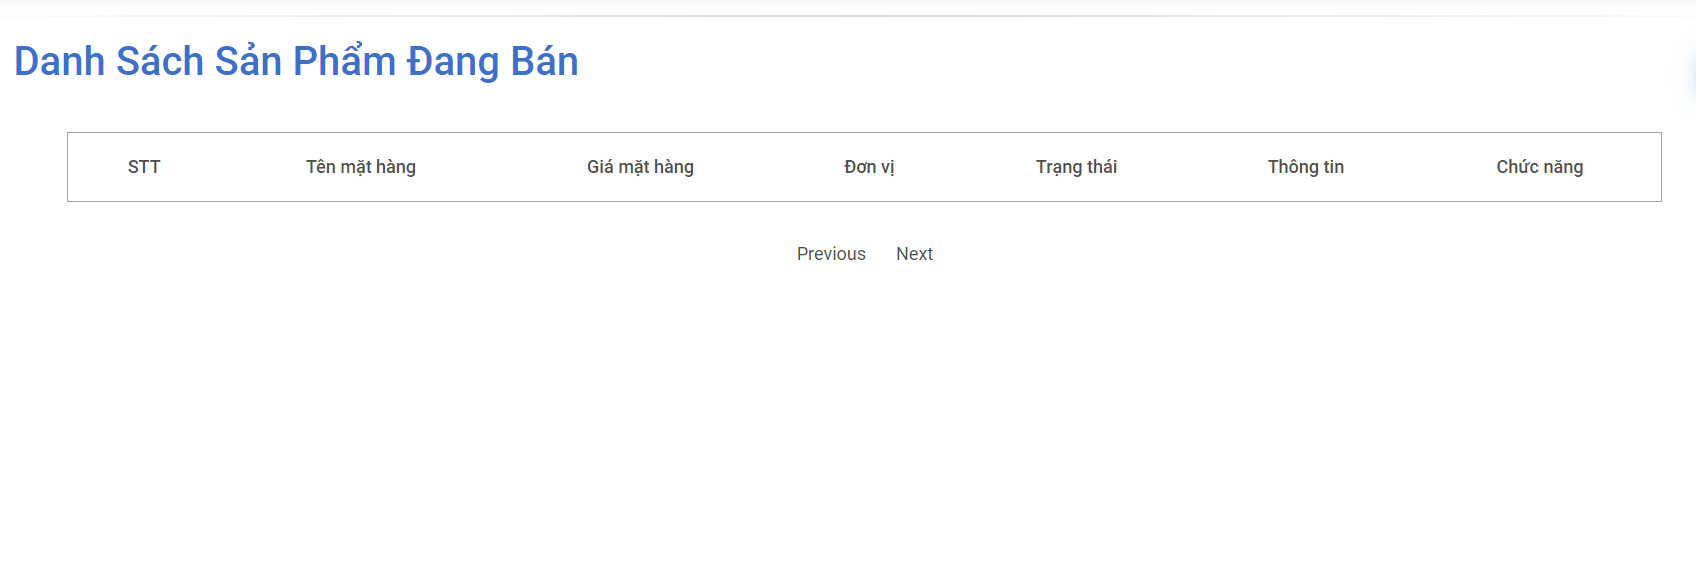 Danh Sách Sản Phẩm Đang Bán
STT Tên mặt hàng Giá mặt hàng Đơn vị Trạng thái Thông tin Chức năng
Previous Next